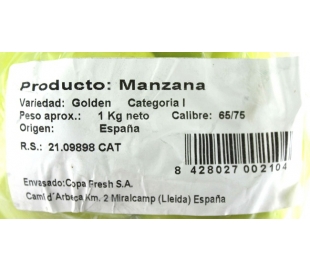 Producto: Manzana
Variedad: Golden Categoria I
Peso aprox.: 1 Kg neto Calibre: 65/75
Origen: España
R.S.: 21.09898 CAT
8 428027 002104
Envasado:Copa Fresh S.A.
Cami d´Arbeca Km. 2 Miralcamp (Lleida) España